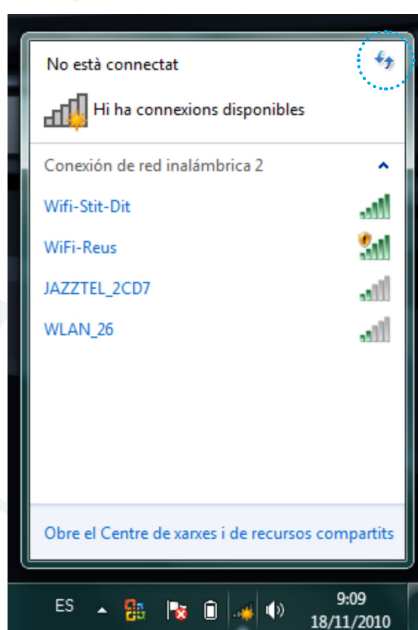 No està connectat
Hi ha connexions disponibles
Conexión de red inalámbrica 2
Wifi-Stit-Dit
WiFi-Reus
JAZZTEL_2CD7
WLAN_26
Obre el Centre de xarxes i de recursos compartits
ES
9:09
18/11/2010